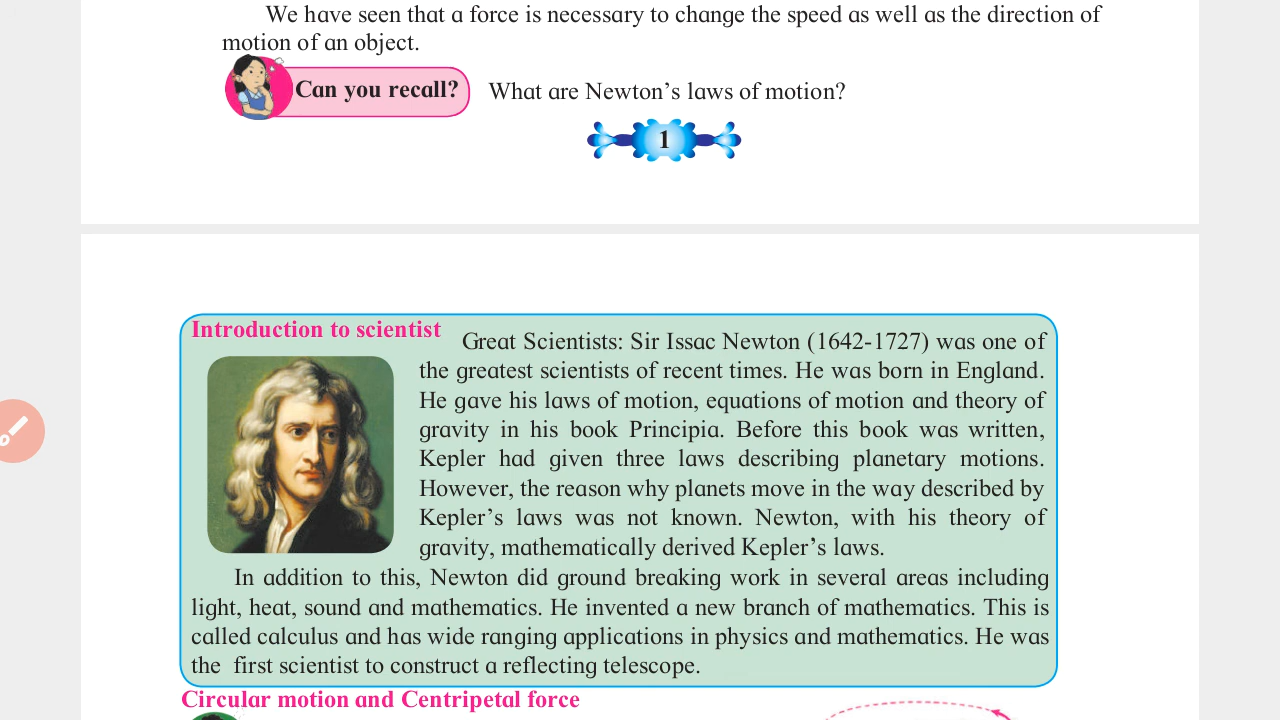 We have seen that a force is necessary to change the speed as well as the direction of
motion of an object.
Can you recall? What are Newton's laws of motion?
1
Introduction to scientist
Great Scientists: Sir Issac Newton (1642-1727) was one of
the greatest scientists of recent times. He was born in England.
He gave his laws of motion, equations of motion and theory of
gravity in his book Principia. Before this book was written,
Kepler had given three laws describing planetary motions.
However, the reason why planets move in the way described by
Kepler's laws was not known. Newton, with his theory of
gravity, mathematically derived Kepler's laws.
In addition to this, Newton did ground breaking work in several areas including
light, heat, sound and mathematics. He invented a new branch of mathematics. This is
called calculus and has wide ranging applications in physics and mathematics. He was
the first scientist to construct a reflecting telescope.
Circular motion and Centripetal force